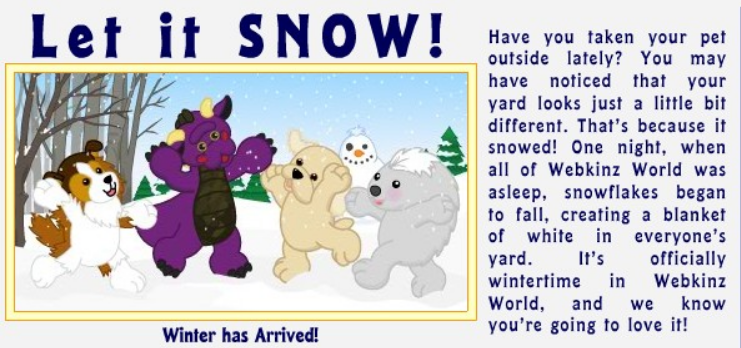 Let it SNOW!
Winter has Arrived!
Have you taken your pet
outside lately? You may
have noticed that your
yard looks just a little bit
different. That's because it
snowed! One night, when
all of Webkinz World was
asleep, snowflakes began
to fall, creating a blanket
of white in everyone's
yard. It's officially
wintertime in Webkinz
World, and we know
you're going to love it!